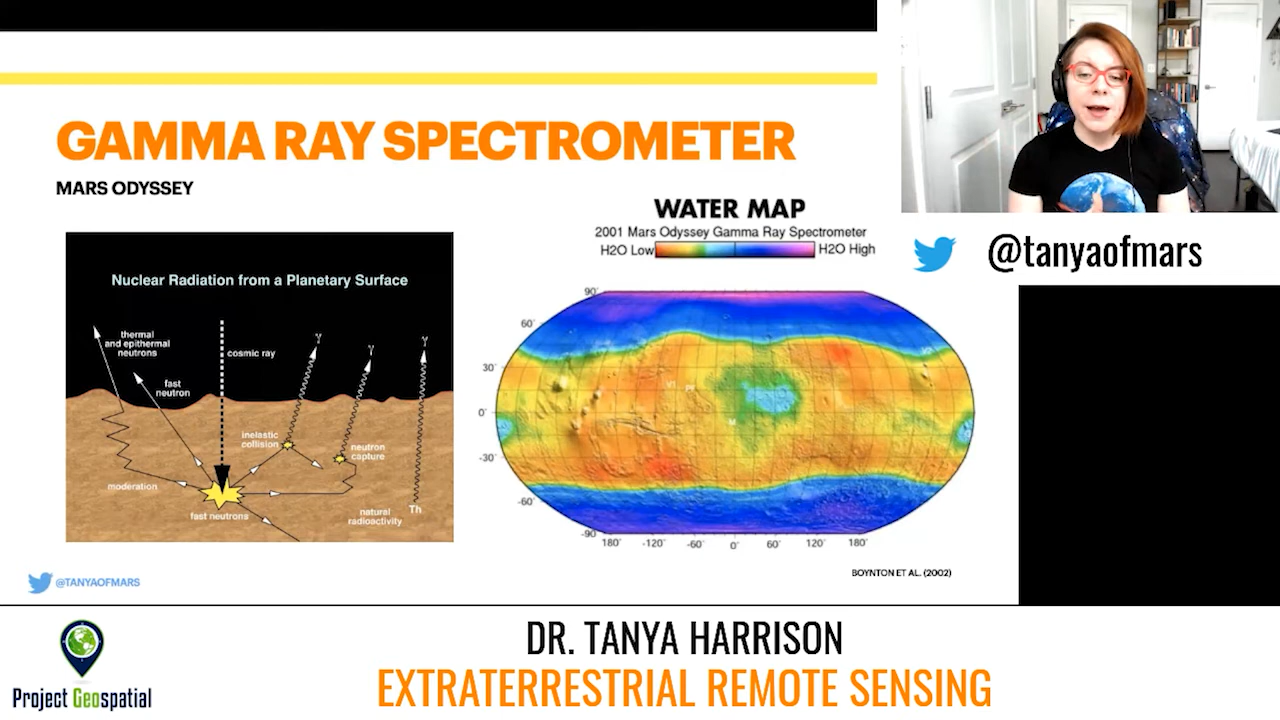 GAMMA RAY SPECTROMETER
MARS ODYSSEY
Nuclear Radiation from a Planetary Surface
thermal
and epithermal
neutrons
cosmic ray
fast
neutron
inelastic
collision
neutron
capture
moderation
fast neutrons
natural
radioactivity
Th
γ
γ
γ
WATER MAP
2001 Mars Odyssey Gamma Ray Spectrometer
H2O Low
H2O High
90°
60°
30°
0°
-30°
-60°
-90
180°
-120°
-60°
0°
60°
120°
180°
V1
M
BOYNTON ET AL. (2002)
@TANYAOFMARS
@tanyaofmars
DR. TANYA HARRISON
EXTRATERRESTRIAL REMOTE SENSING
Project Geospatial